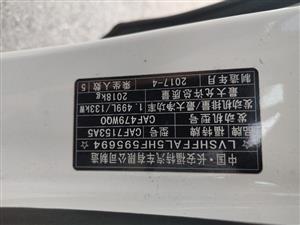 中国·长安福特汽车有限公司制造
★LVSHFFAL5HF595694★
品牌 福特牌 CAF7153A5
发动机型号 CAF479WQ0
发动机排量/最大净功率 1.499L/133kW
最大允许总质量 2018kg
制造年月 2017-4 乘坐人数 5